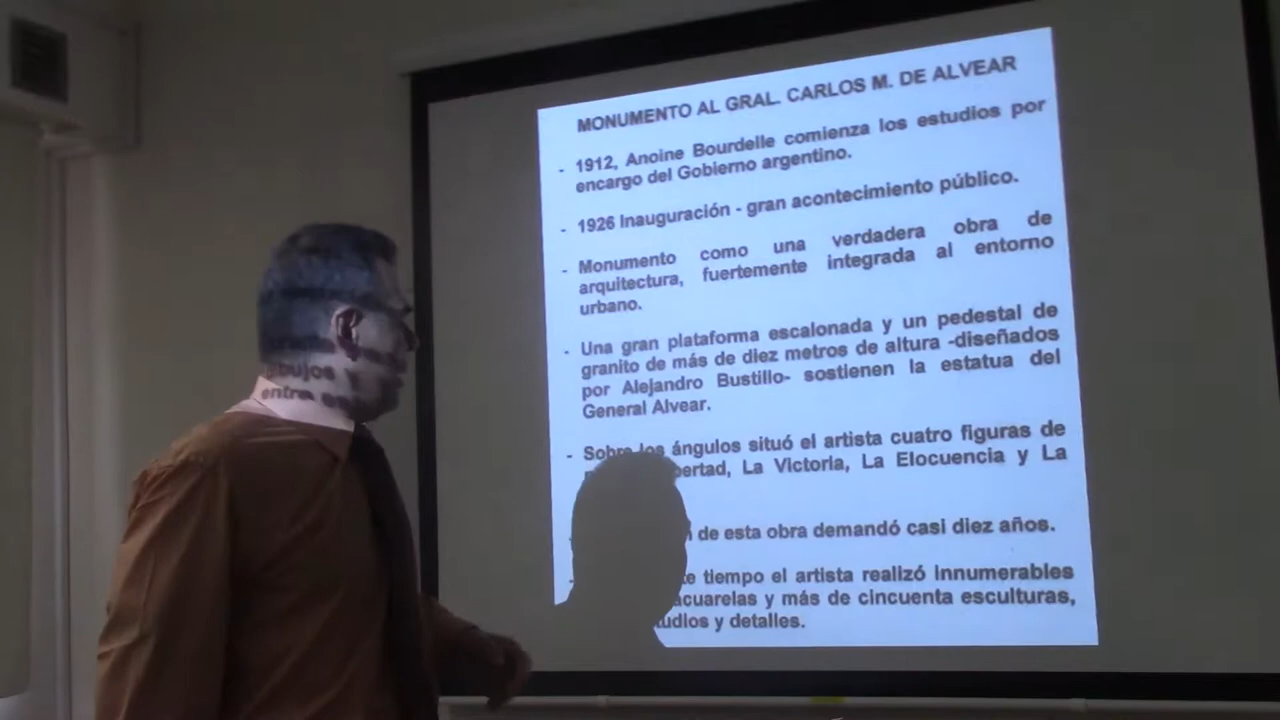 MONUMENTO AL GRAL. CARLOS M. DE ALVEAR
- 1912, Anoine Bourdelle comienza los estudios por
encargo del Gobierno argentino.
- 1926 Inauguración - gran acontecimiento público.
- Monumento como una verdadera obra de
arquitectura, fuertemente integrada al entorno
urbano.
- Una gran plataforma escalonada y un pedestal de
granito de más de diez metros de altura -diseñados
por Alejandro Bustillo- sostienen la estatua del
General Alvear.
- Sobre los ángulos situó el artista cuatro figuras de
La Victoria, La Elocuencia y La
de esta obra demandó casi diez años.
tiempo el artista realizó innumerables
acuarelas y más de cincuenta esculturas,
y detalles.